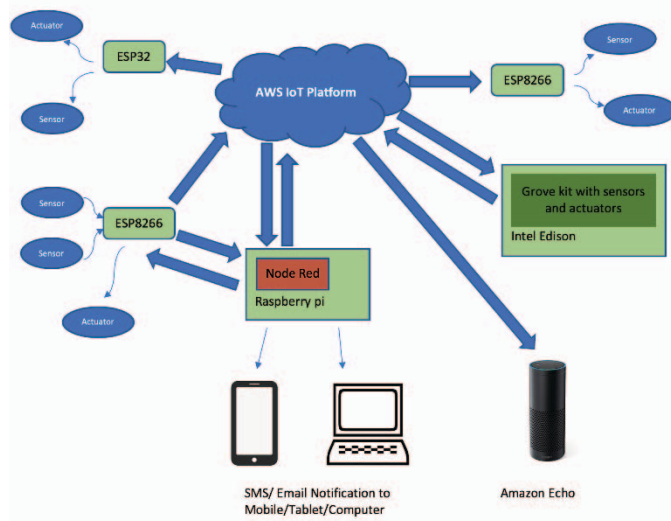 Actuator
ESP32
Sensor
AWS IoT Platform
Sensor
ESP8266
Actuator
Sensor
ESP8266
Sensor
Actuator
Grove kit with sensors
and actuators
Intel Edison
Node Red
Raspberry pi
SMS/ Email Notification to
Mobile/Tablet/Computer
Amazon Echo